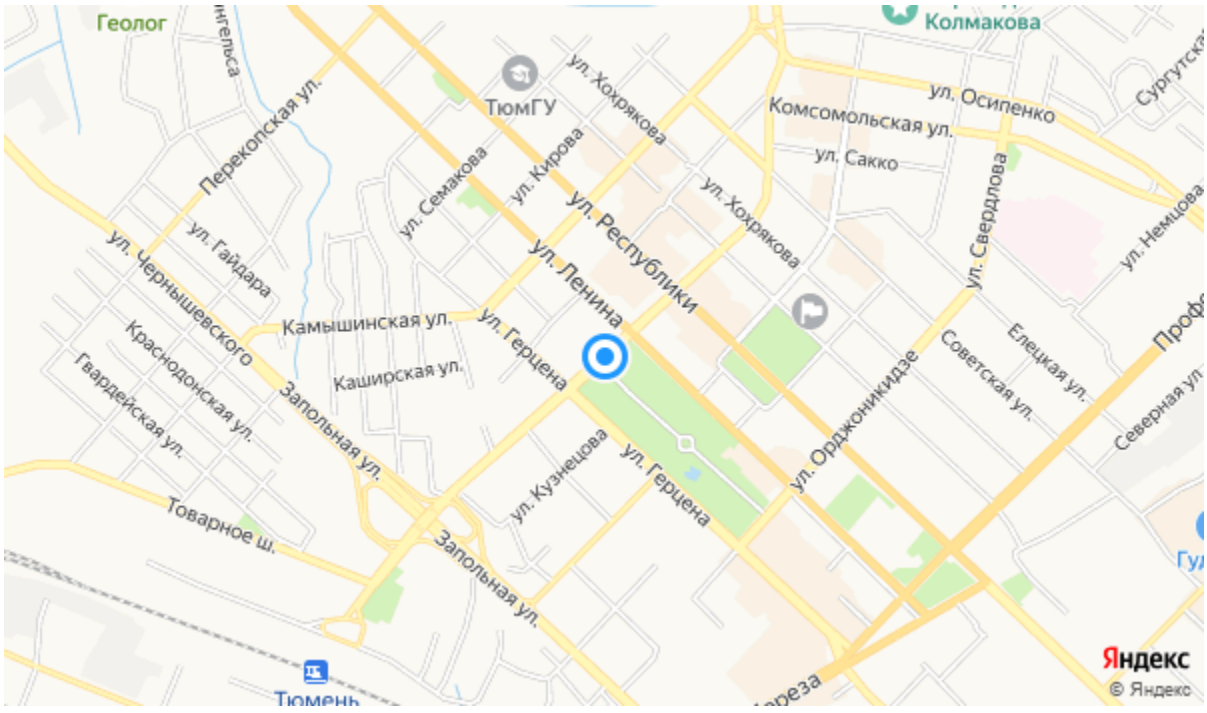 Геолог
нгельса
Колмакова
Сургутска
ул. Хохрякова
ТюмГУ
ул. Осипенко
Комсомольская ул.
Перекопская ул.
ул. Сакко
ул. Семакова
ул. Кирова
ул. Хохрякова
ул. Свердлова
ул. Немцова
ул. Республики
ул. Гайдара
ул. Чернышевского
ул. Ленина
Камышинская ул.
ул. Герцена
Профс
Краснодонская ул.
Гвардейская ул.
Каширская ул.
Елецкая ул.
Советская ул.
Северная ул.
ул. Орджоникидзе
Запольная ул.
ул. Кузнецова
ул. Герцена
Товарное ш.
Запольная ул.
Гуд
Тюмень
Яндекс
© Яндекс